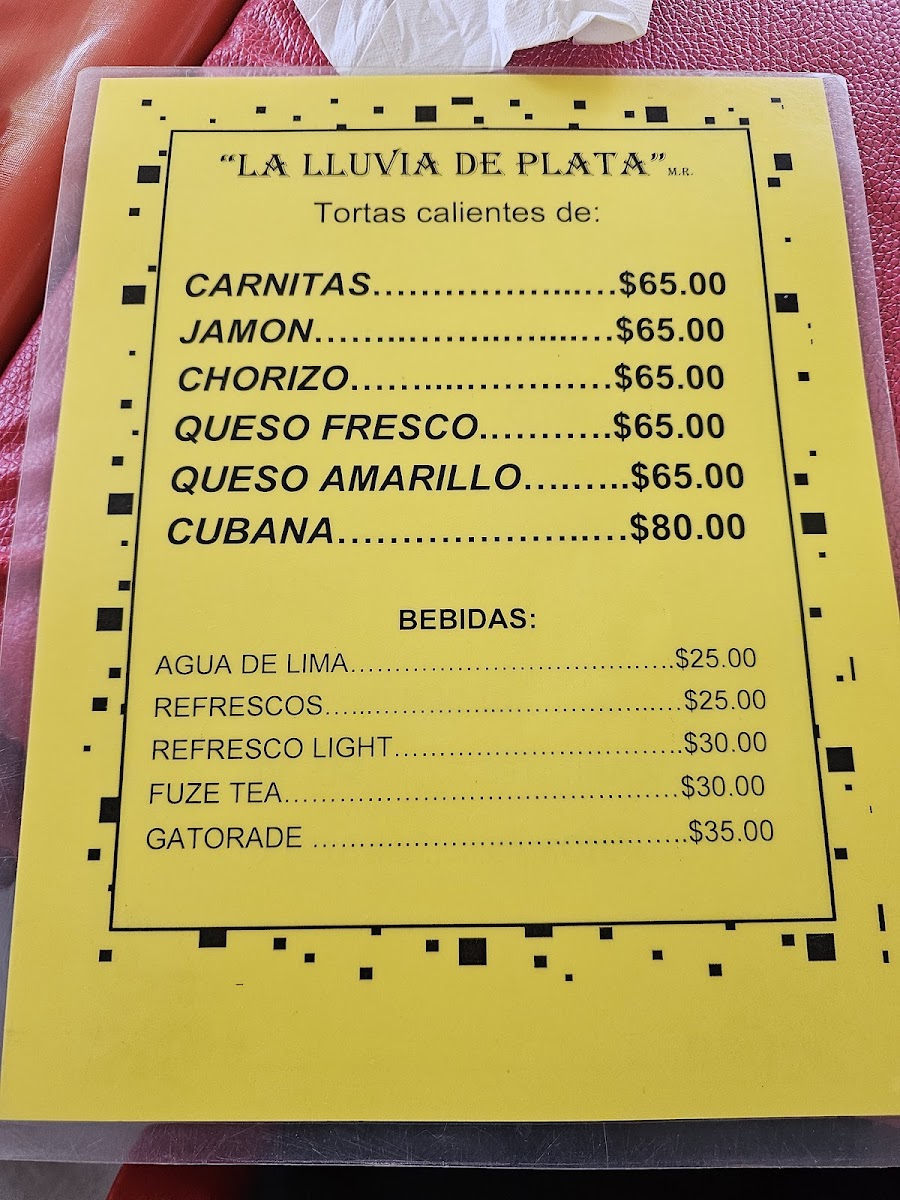 “LA LLUVIA DE PLATA” M.R.
Tortas calientes de:
CARNITAS.......................$65.00
JAMON.......................$65.00
CHORIZO.......................$65.00
QUESO FRESCO...........$65.00
QUESO AMARILLO..........$65.00
CUBANA.......................$80.00
BEBIDAS:
AGUA DE LIMA.......................$25.00
REFRESCOS.......................$25.00
REFRESCO LIGHT.......................$30.00
FUZE TEA.......................$30.00
GATORADE .......................$35.00